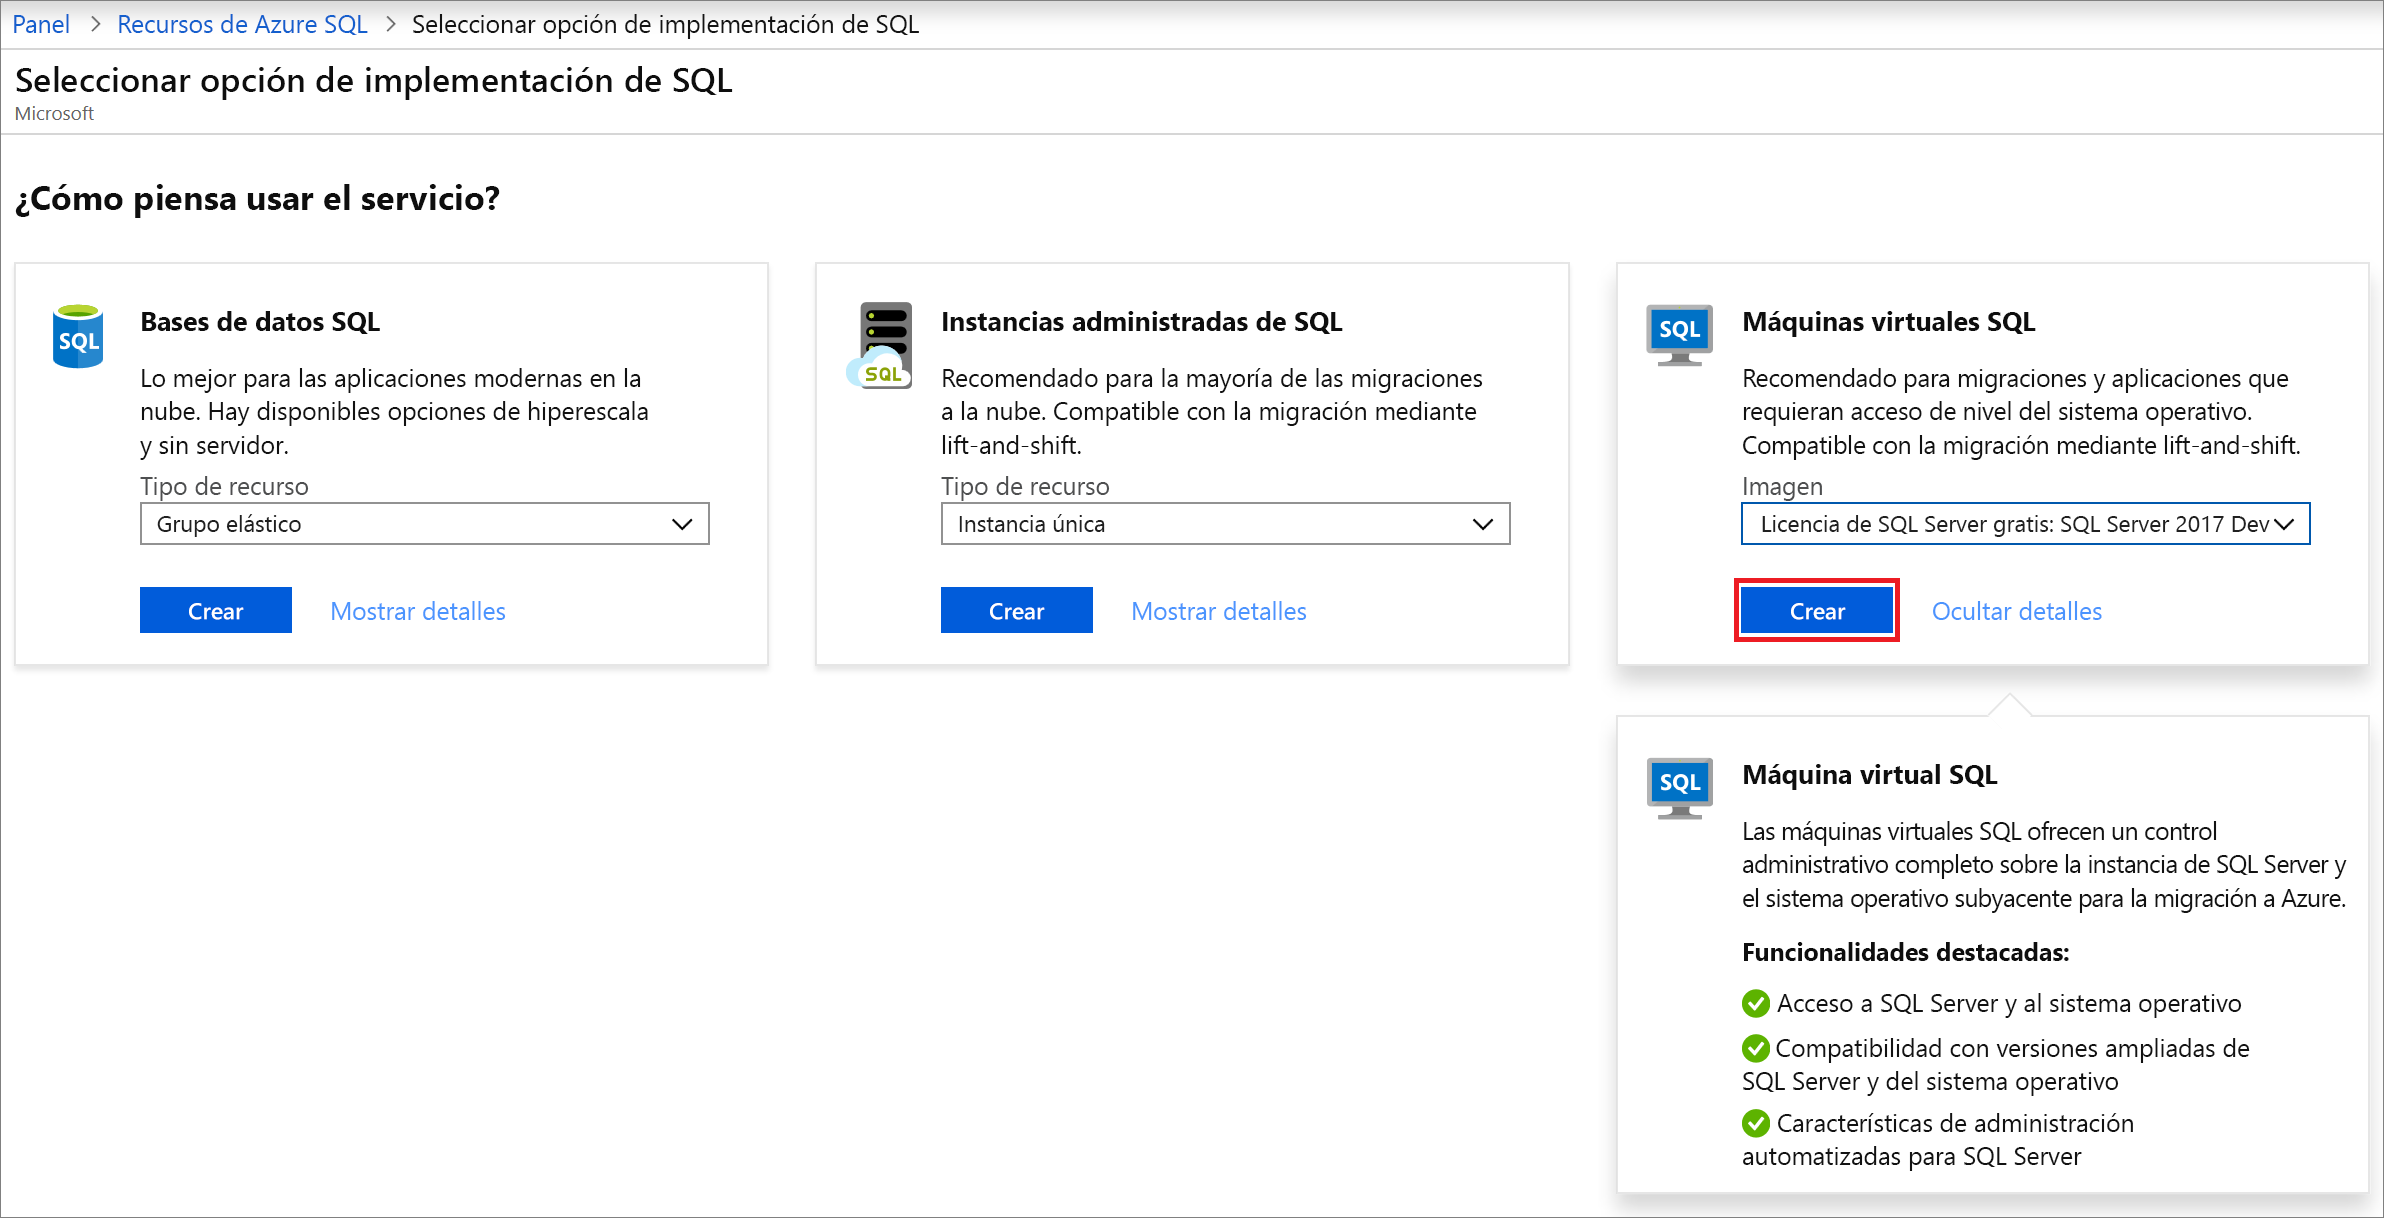 Panel > Recursos de Azure SQL > Seleccionar opción de implementación de SQL
Seleccionar opción de implementación de SQL
Microsoft
¿Cómo piensa usar el servicio?
SQL
Bases de datos SQL
Lo mejor para las aplicaciones modernas en la
nube. Hay disponibles opciones de hiperescala
y sin servidor.
Tipo de recurso
Grupo elástico
Crear
Mostrar detalles
SQL
Instancias administradas de SQL
Recomendado para la mayoría de las migraciones
a la nube. Compatible con la migración mediante
lift-and-shift.
Tipo de recurso
Instancia única
Crear
Mostrar detalles
SQL
Máquinas virtuales SQL
Recomendado para migraciones y aplicaciones que
requieran acceso de nivel del sistema operativo.
Compatible con la migración mediante lift-and-shift.
Imagen
Licencia de SQL Server gratis: SQL Server 2017 Dev
Crear
Ocultar detalles
SQL
Máquina virtual SQL
Las máquinas virtuales SQL ofrecen un control
administrativo completo sobre la instancia de SQL Server y
el sistema operativo subyacente para la migración a Azure.
Funcionalidades destacadas:
Acceso a SQL Server y al sistema operativo
Compatibilidad con versiones ampliadas de
SQL Server y del sistema operativo
Características de administración
automatizadas para SQL Server